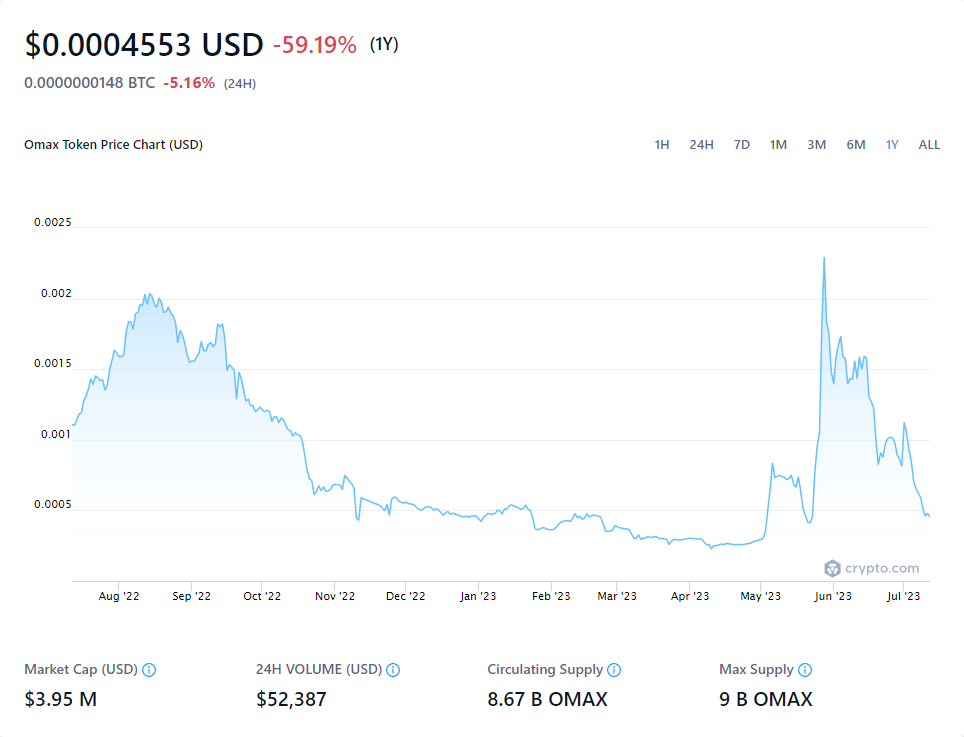 $0.0004553 USD -59.19% (1Y)
0.0000000148 BTC -5.16% (24H)
Omax Token Price Chart (USD) 1H 24H 7D 1M 3M 6M 1Y ALL
0.0025
0.002
0.0015
0.001
0.0005
crypto.com
Aug '22 Sep '22 Oct '22 Nov '22 Dec '22 Jan '23 Feb '23 Mar '23 Apr '23 May '23 Jun '23 Jul '23
Market Cap (USD) 24H VOLUME (USD) Circulating Supply Max Supply
$3.95 M $52,387 8.67 B OMAX 9 B OMAX